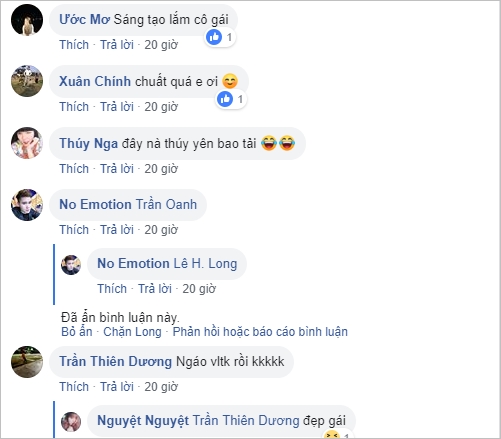 Ước Mơ Sáng tạo lắm cô gái
Thích · Trả lời · 20 giờ
1
Xuân Chính chuất quá e ơi
Thích · Trả lời · 20 giờ
1
Thúy Nga đây nà thúy yên bao tải
Thích · Trả lời · 20 giờ
No Emotion Trần Oanh
Thích · Trả lời · 20 giờ
No Emotion Lê H. Long
Thích · Trả lời · 20 giờ
Đã ẩn bình luận này.
Bỏ ẩn · Chặn Long · Phản hồi hoặc báo cáo bình luận
Trần Thiên Dương Ngáo vltk rồi kkkkk
Thích · Trả lời · 20 giờ
Nguyệt Nguyệt Trần Thiên Dương đẹp gái
1